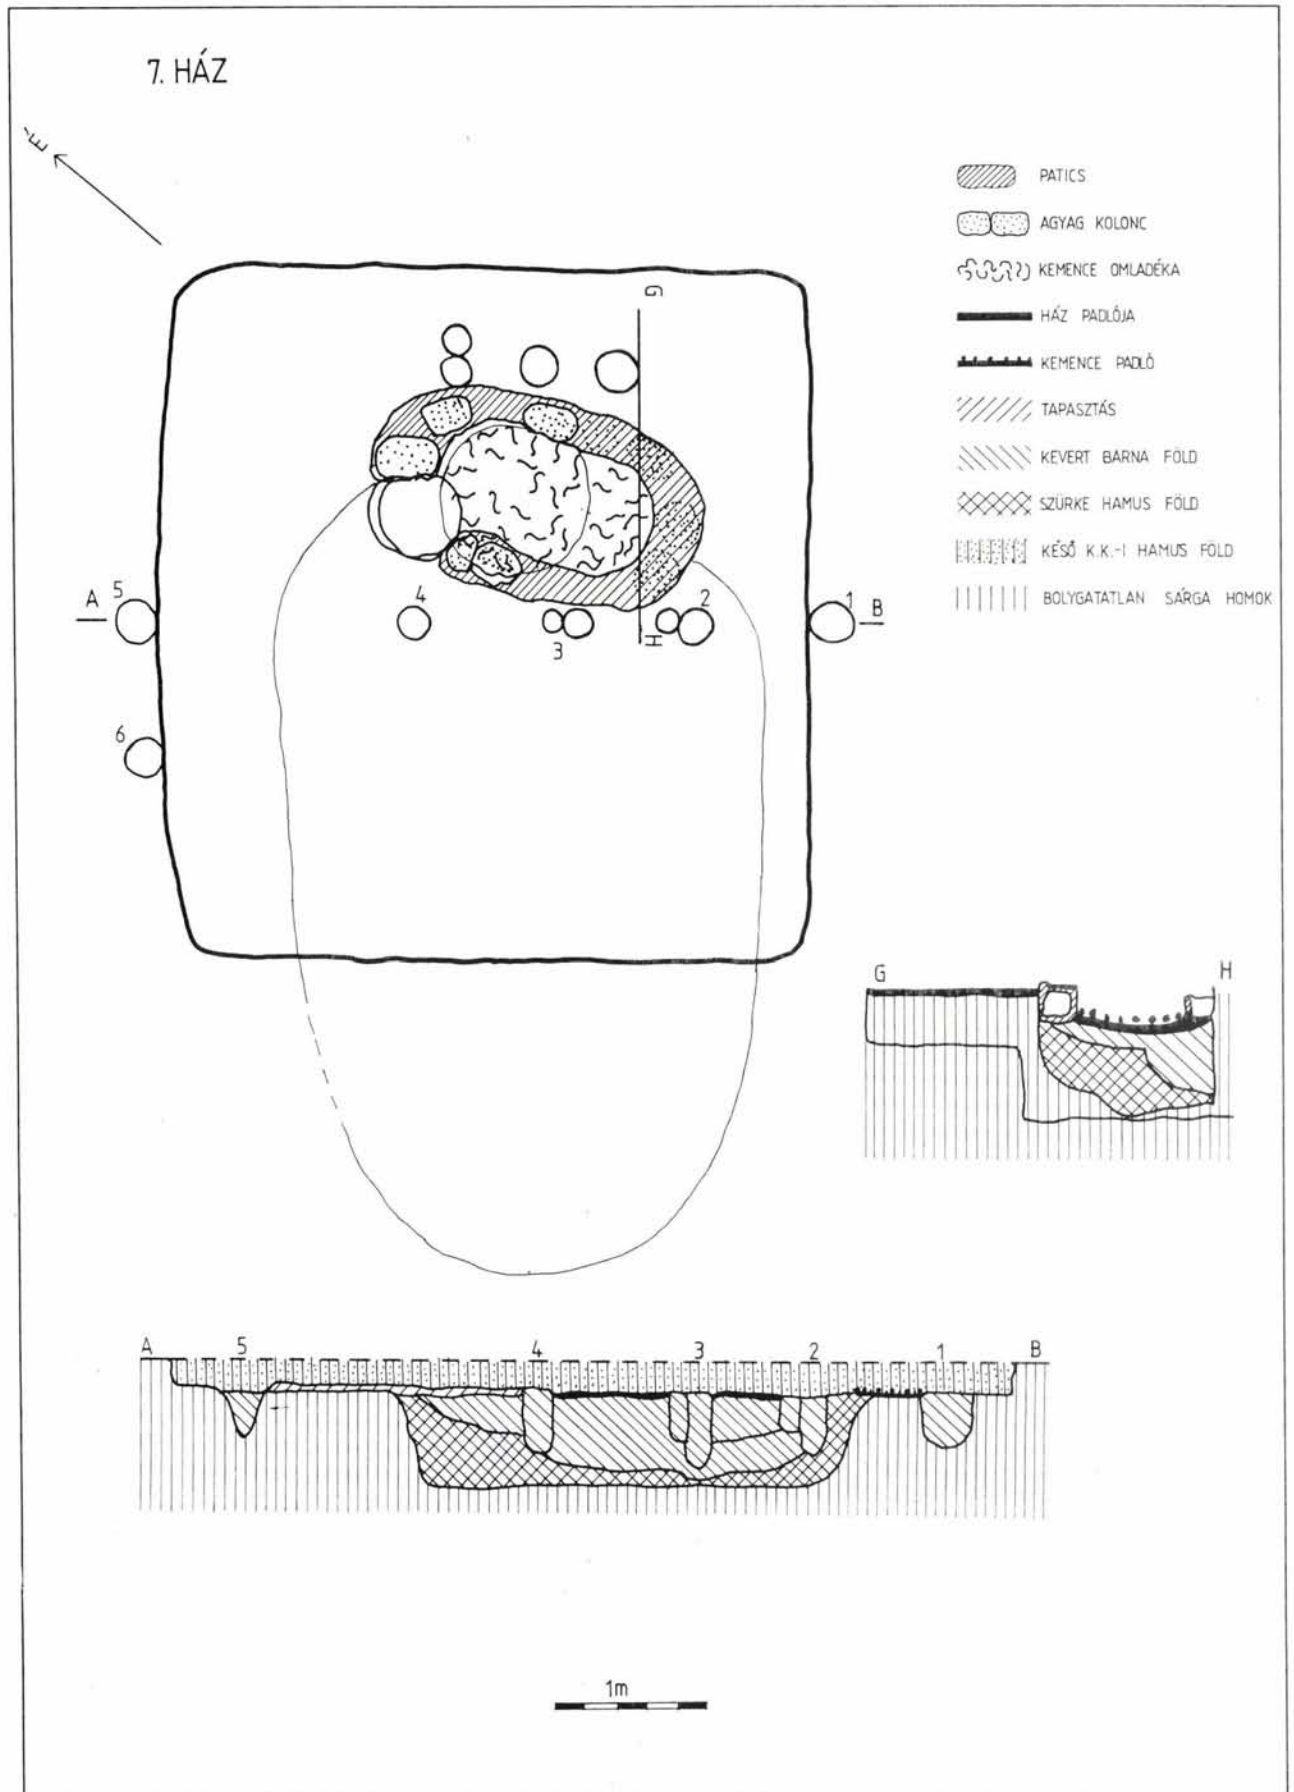 7. HÁZ
É
PATICS
AGYAG KOLONC
KEMENCE OMLADÉKA
HÁZ PADLÓJA
KEMENCE PADLÓ
TAPASZTÁS
KEVERT BARNA FÖLD
SZÜRKE HAMUS FÖLD
KÉSŐ K.K.-I HAMUS FÖLD
BOLYGATATLAN SÁRGA HOMOK
G
A 5 4 3 2 1 B
H
6
G H
A 5 4 3 2 1 B
1m